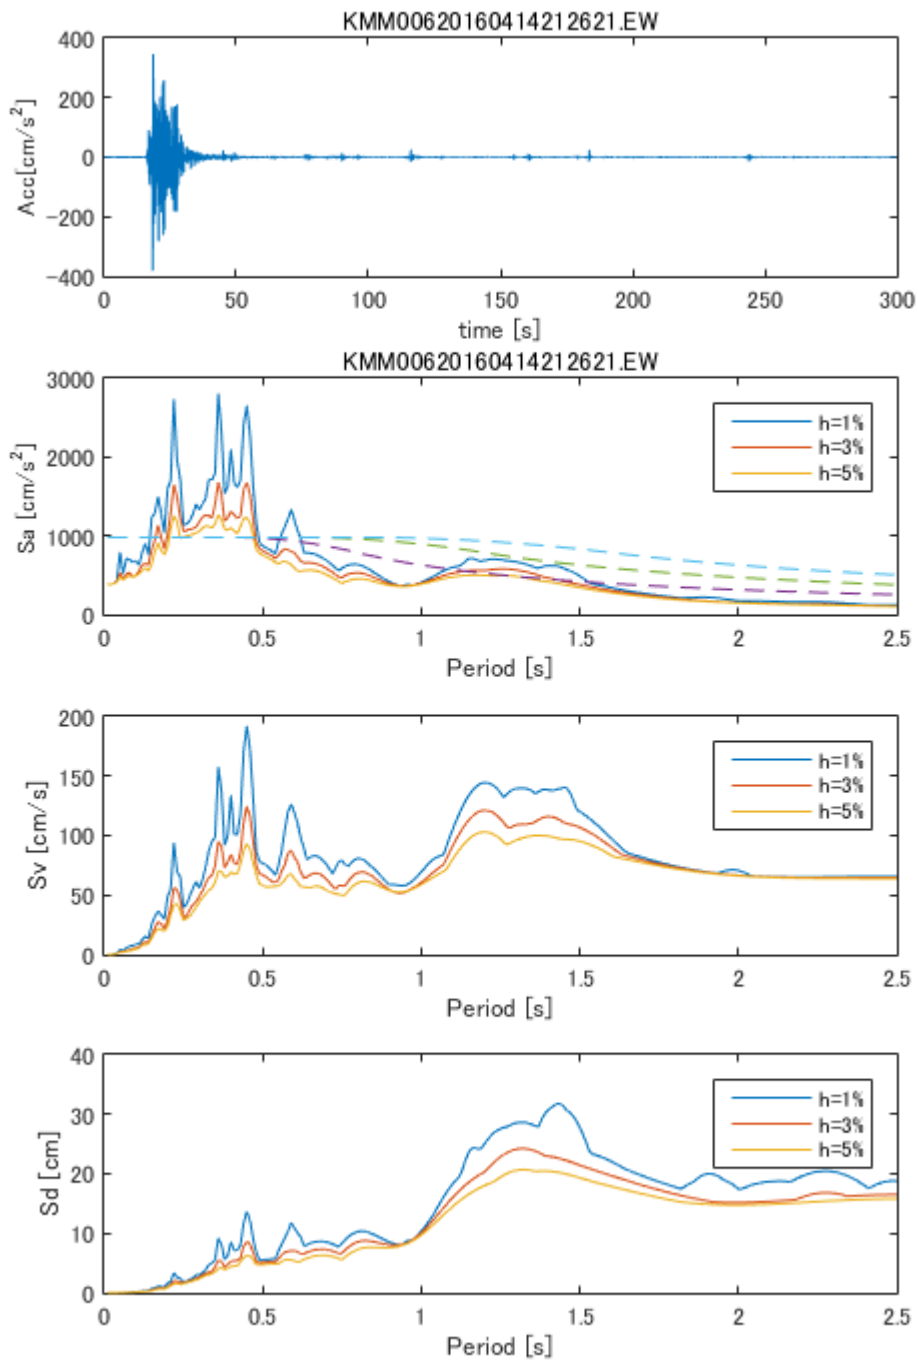 KMM00620160414212621.EW
400
200
0
-200
-400
Acc[cm/s²]
0 50 100 150 200 250 300
time [s]
KMM00620160414212621.EW
3000
2000
1000
0
Sa [cm/s²]
h=1%
h=3%
h=5%
0 0.5 1 1.5 2 2.5
Period [s]
200
150
100
50
0
Sv [cm/s]
h=1%
h=3%
h=5%
0 0.5 1 1.5 2 2.5
Period [s]
40
30
20
10
0
Sd [cm]
h=1%
h=3%
h=5%
0 0.5 1 1.5 2 2.5
Period [s]